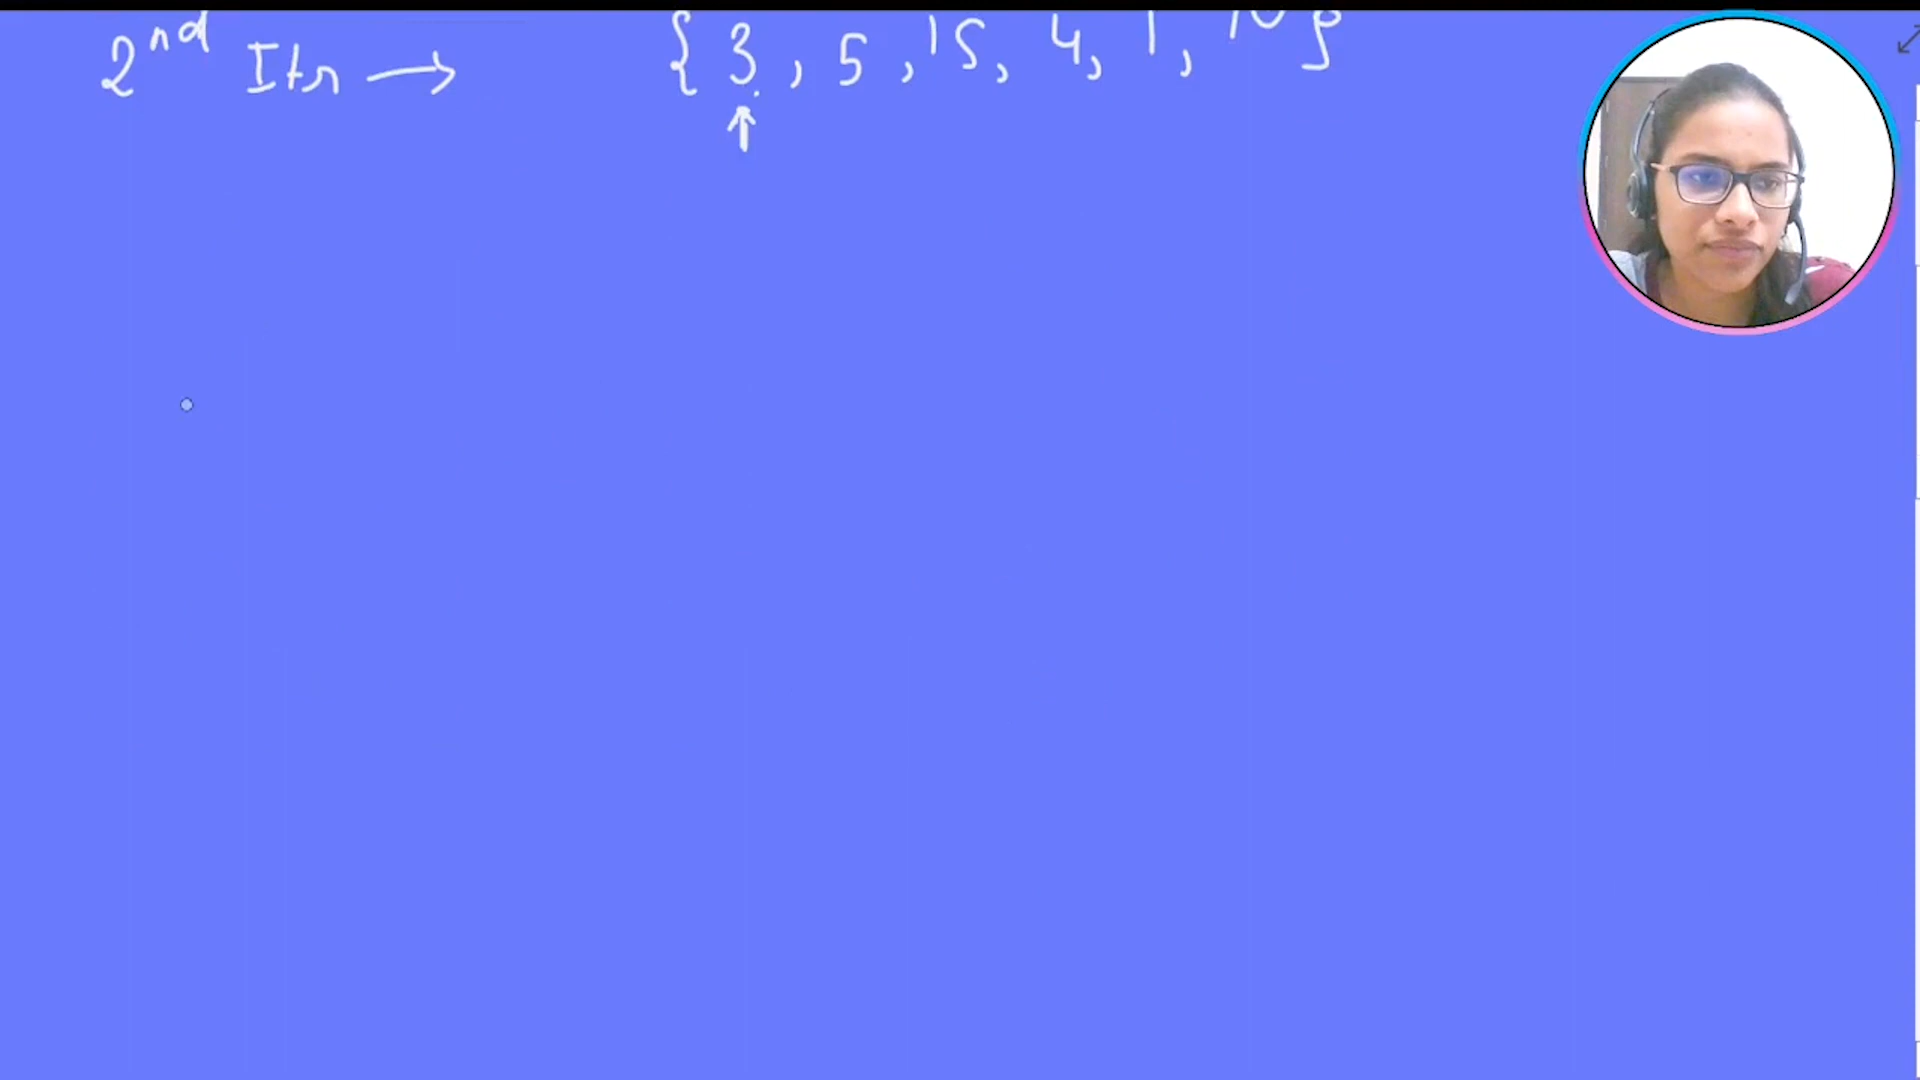 2nd Itr → { 3 , 5 , 15 , 4 , 1 , 10 }
↑